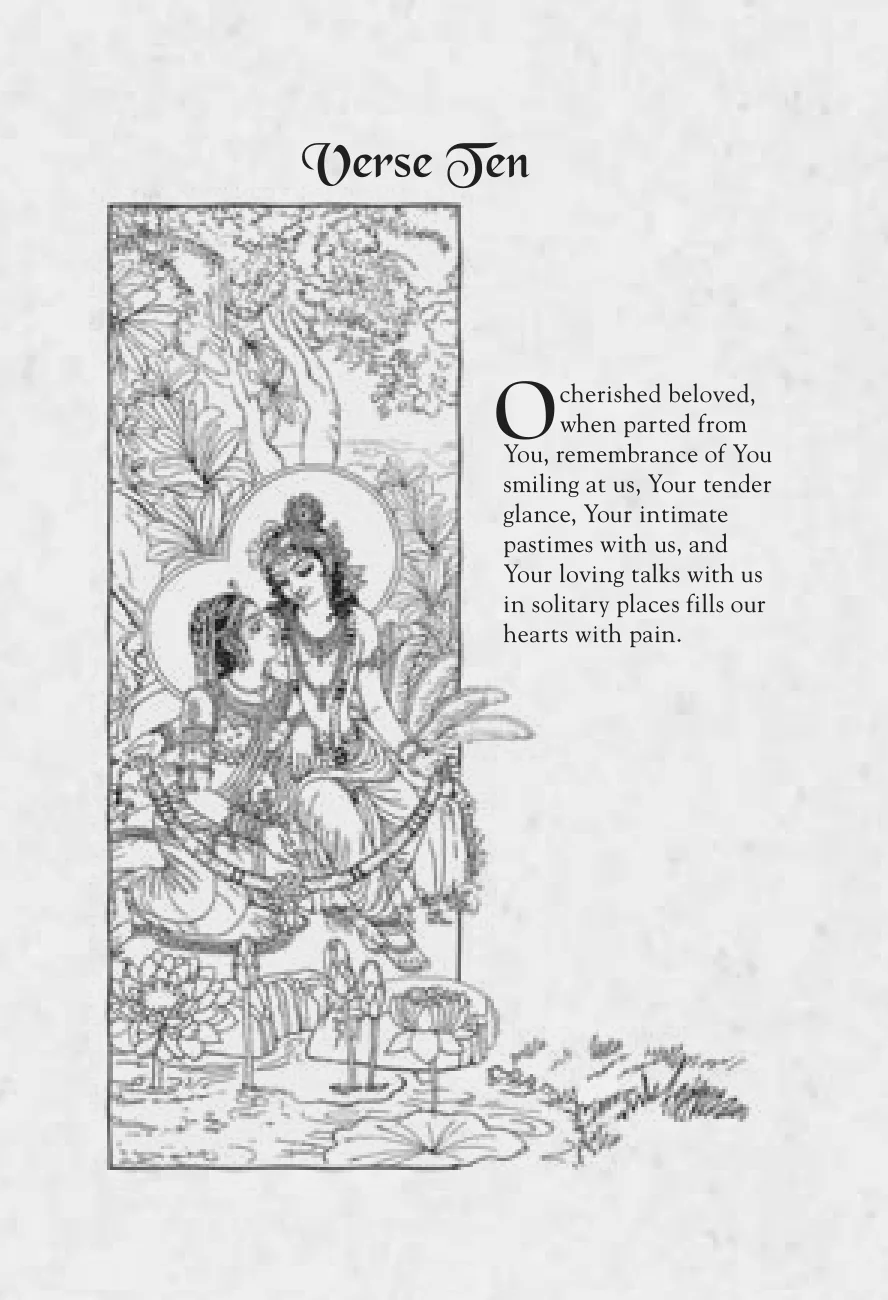 Verse Ten
O cherished beloved,
when parted from
You, remembrance of You
smiling at us, Your tender
glance, Your intimate
pastimes with us, and
Your loving talks with us
in solitary places fills our
hearts with pain.